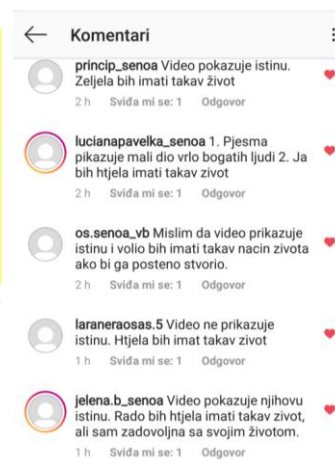 Komentari
princip_senoa Video pokazuje istinu.
Zeljela bih imati takav život
2 h Sviđa mi se: 1 Odgovor
lucianapavelka_senoa 1. Pjesma
pikazuje mali dio vrlo bogatih ljudi 2. Ja
bih htjela imati takav zivot
2 h Sviđa mi se: 1 Odgovor
os.senoa_vb Mislim da video prikazuje
istinu i volio bih imati takav nacin zivota
ako bi ga posteno stvorio.
2 h Sviđa mi se: 1 Odgovor
laraneraosas.5 Video ne prikazuje
istinu. Htjela bih imat takav zivot
1 h Sviđa mi se: 1 Odgovor
jelena.b_senoa Video pokazuje njihovu
istinu. Rado bih htjela imati takav zivot,
ali sam zadovoljna sa svojim životom.
1 h Sviđa mi se: 1 Odgovor